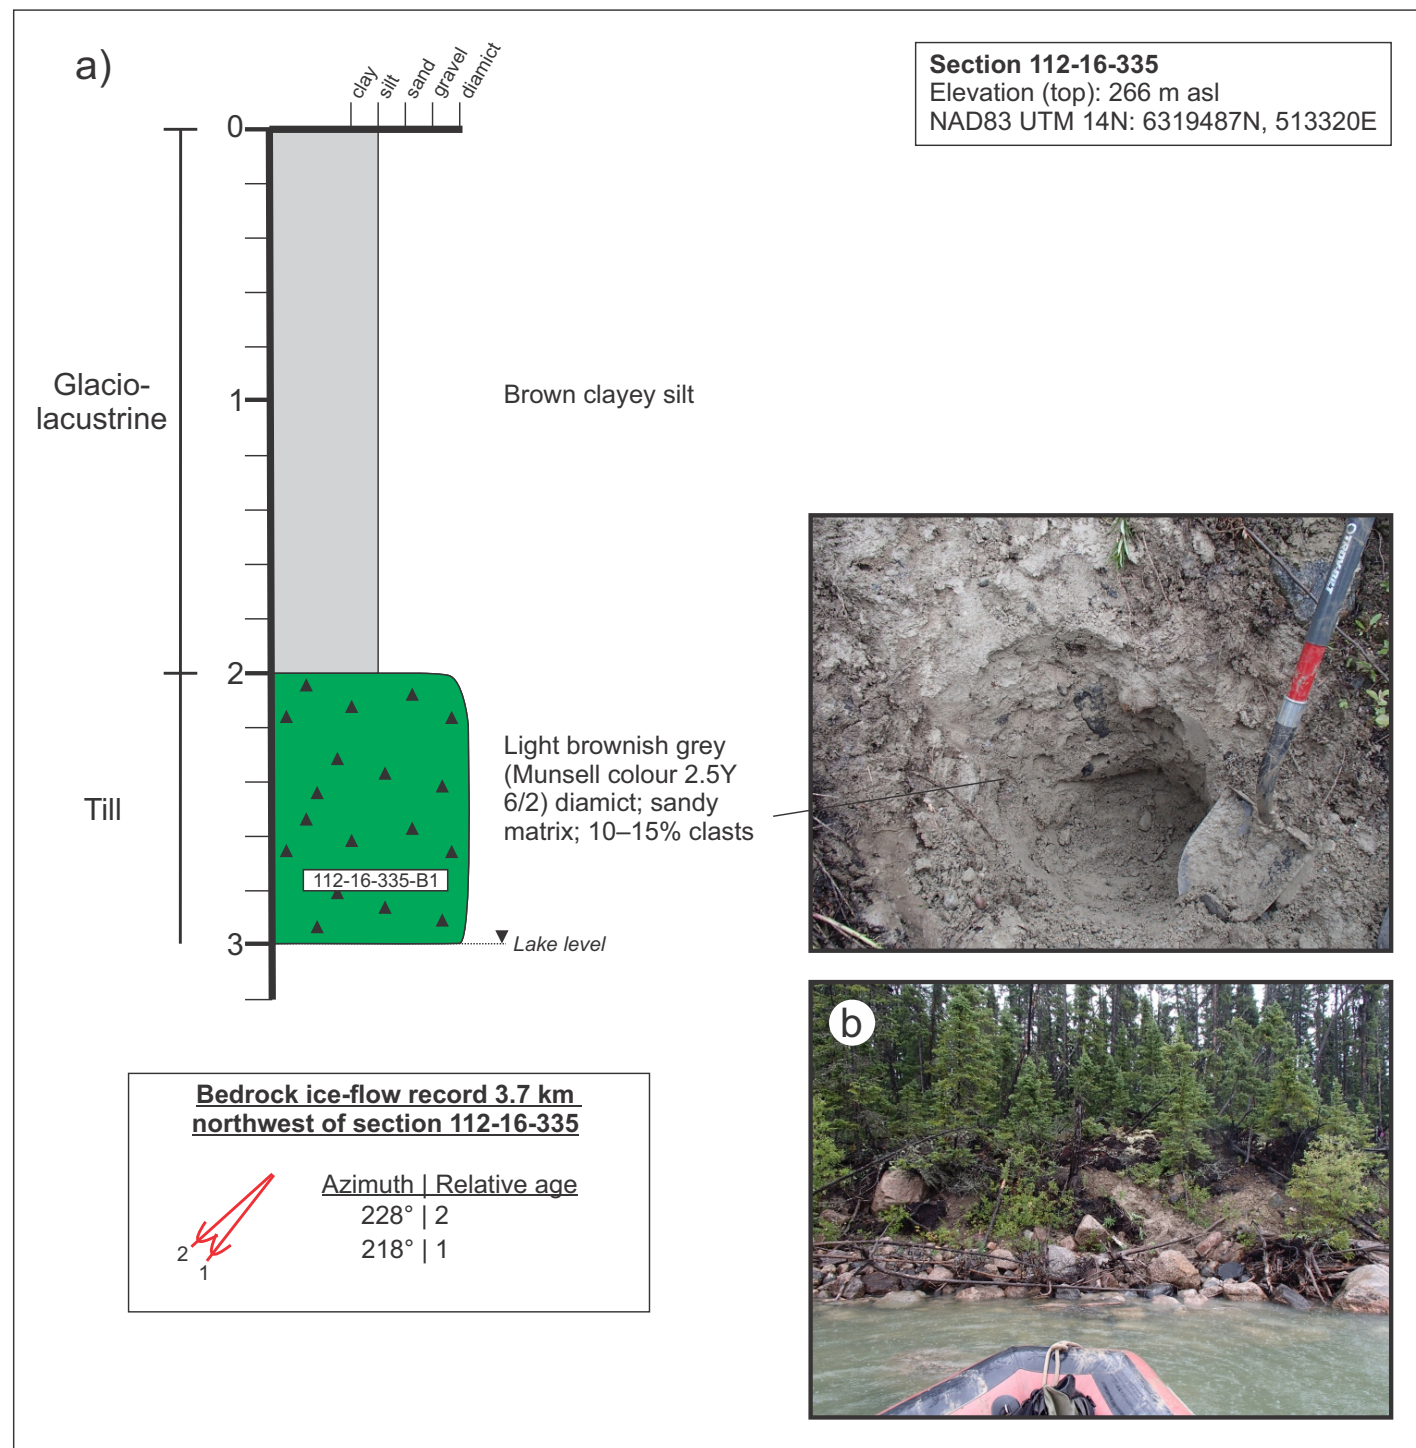 a)
clay
silt
sand
gravel
diamict
Section 112-16-335
Elevation (top): 266 m asl
NAD83 UTM 14N: 6319487N, 513320E
0
1
2
3
Glacio-
lacustrine
Till
Brown clayey silt
Light brownish grey
(Munsell colour 2.5Y
6/2) diamict; sandy
matrix; 10–15% clasts
112-16-335-B1
Lake level
b
Bedrock ice-flow record 3.7 km
northwest of section 112-16-335
Azimuth | Relative age
228° | 2
218° | 1
2
1